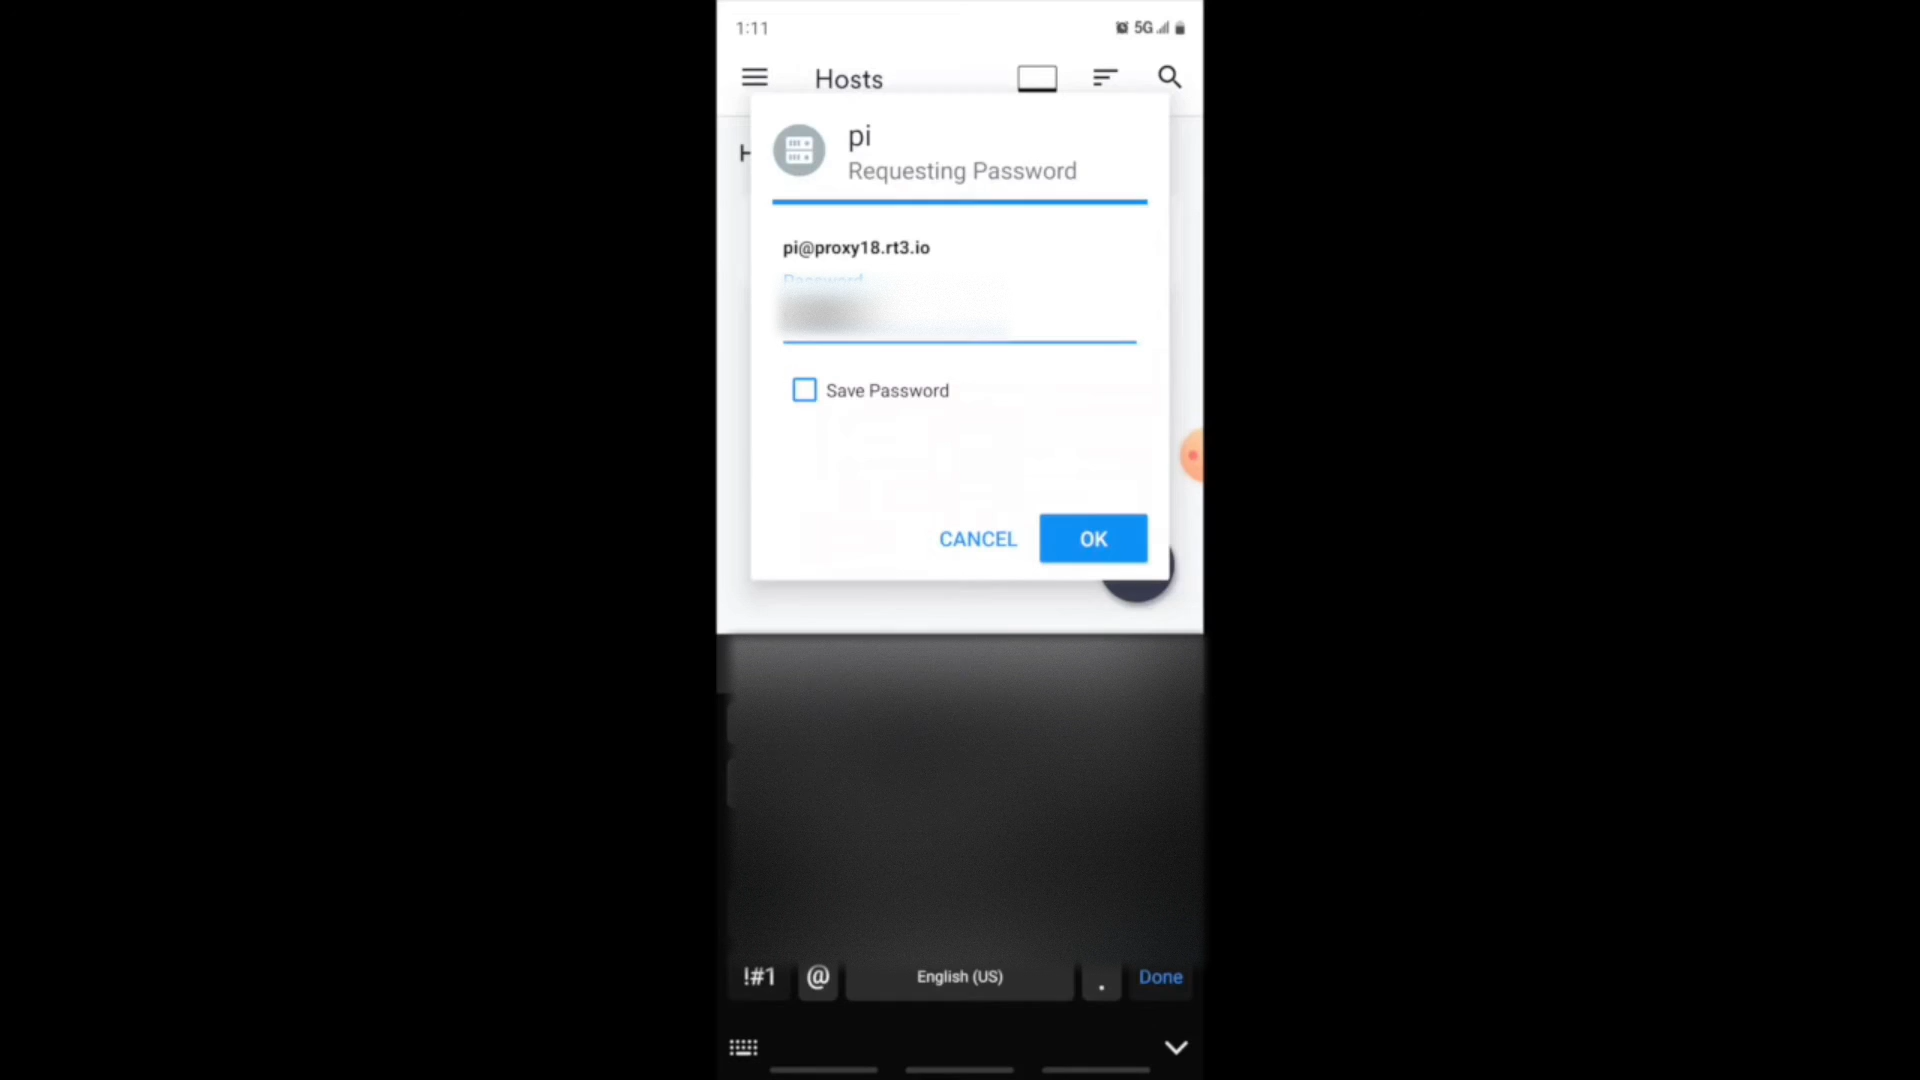 1:11
5G
Hosts
H
pi
Requesting Password
pi@proxy18.rt3.io
Password
Save Password
CANCEL
OK
!#1
@
English (US)
.
Done